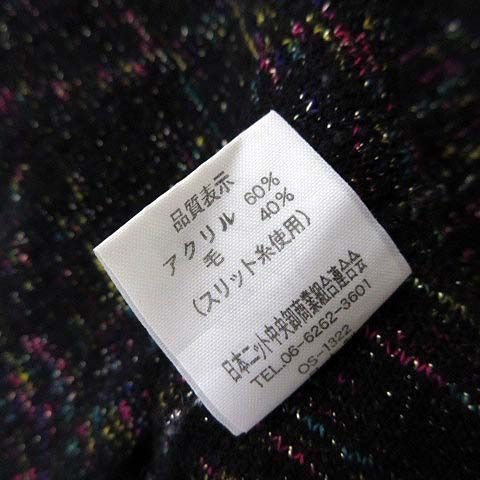 品質表示
アクリル 60%
毛 40%
(スリット糸使用)
日本ニット中央卸商業組合連合会
TEL.06-6262-3601
OS-1322